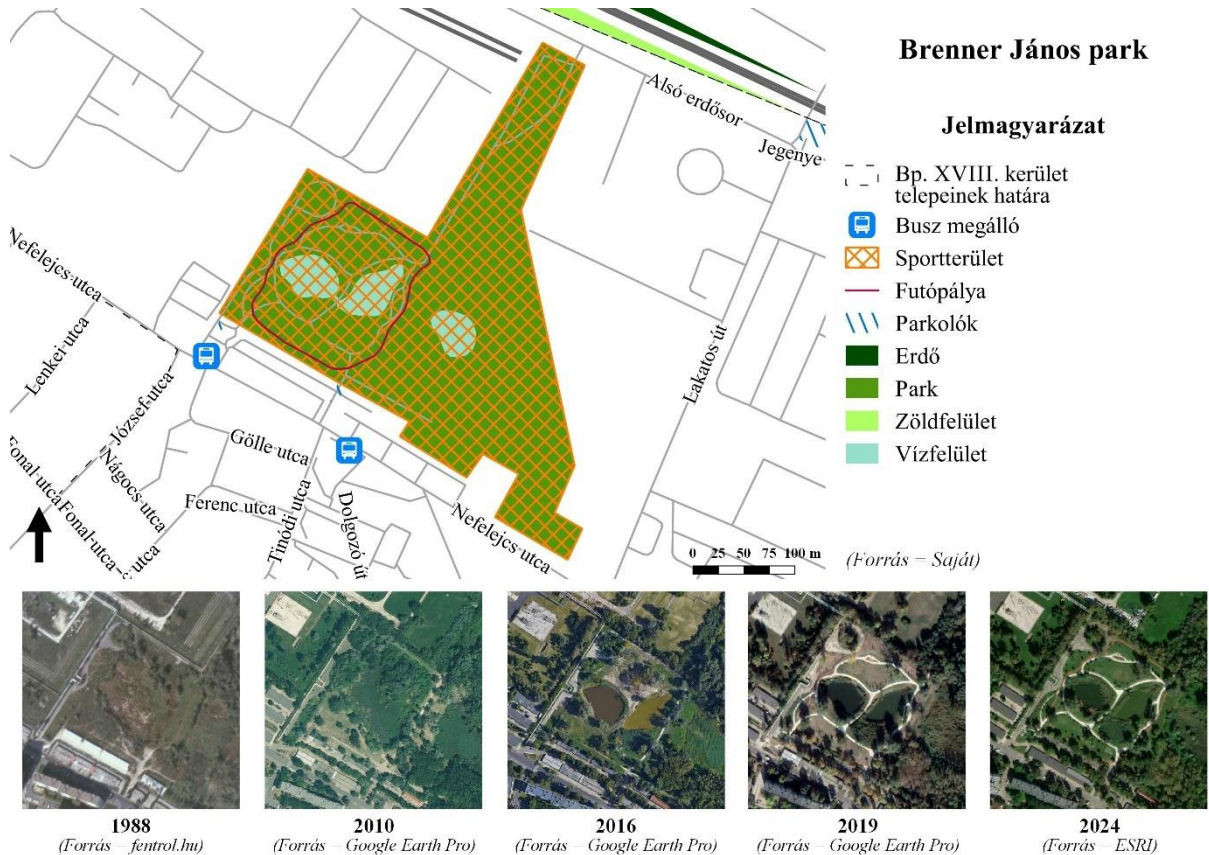 Brenner János park
Jelmagyarázat
Bp. XVIII. kerület
telepeinek határa
Busz megálló
Sportterület
Futópálya
Parkolók
Erdő
Park
Zöldfelület
Vízfelület
(Forrás = Saját)
Alsó erdősor
Jegenye
Nefelejcs utca
Lenkei utca
József utca
Lakatos út
Gölle utca
Fonal utca
Nágocs utca
Ferenc utca
Tinódi utca
Dolgozó út
Nefelejcs utca
Fonal utca
s utca
0 25 50 75 100 m
1988
(Forrás – fentrol.hu)
2010
(Forrás – Google Earth Pro)
2016
(Forrás – Google Earth Pro)
2019
(Forrás – Google Earth Pro)
2024
(Forrás – ESRI)